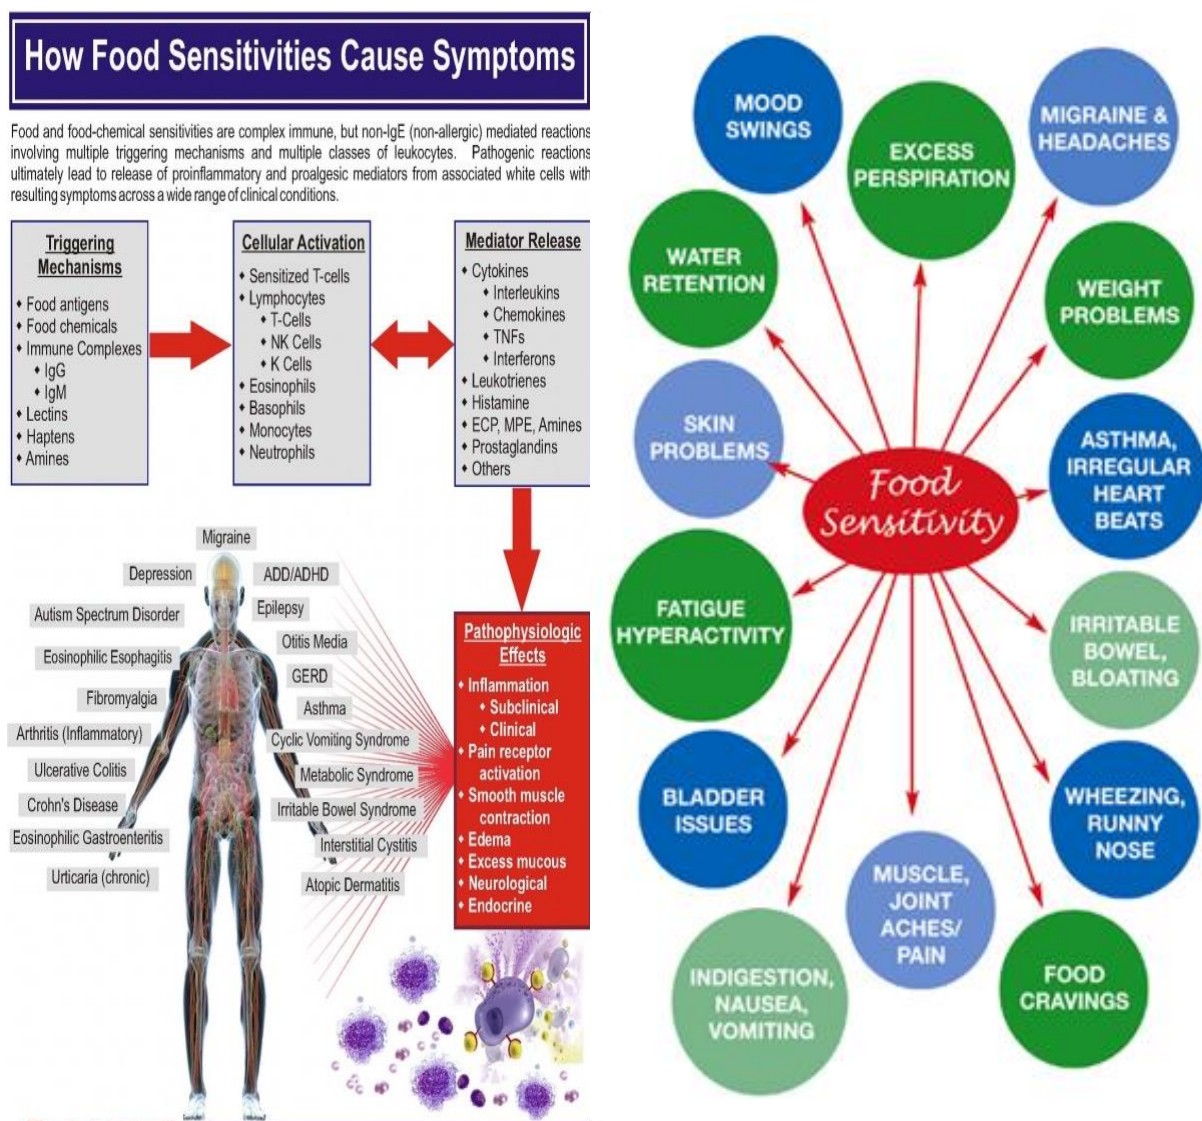 How Food Sensitivities Cause Symptoms
Food and food-chemical sensitivities are complex immune, but non-IgE (non-allergic) mediated reactions
involving multiple triggering mechanisms and multiple classes of leukocytes. Pathogenic reactions
ultimately lead to release of proinflammatory and proalgesic mediators from associated white cells with
resulting symptoms across a wide range of clinical conditions.
Triggering
Mechanisms
♦ Food antigens
♦ Food chemicals
♦ Immune Complexes
♦ IgG
♦ IgM
♦ Lectins
♦ Haptens
♦ Amines
Cellular Activation
♦ Sensitized T-cells
♦ Lymphocytes
♦ T-Cells
♦ NK Cells
♦ K Cells
♦ Eosinophils
♦ Basophils
♦ Monocytes
♦ Neutrophils
Mediator Release
♦ Cytokines
♦ Interleukins
♦ Chemokines
♦ TNFs
♦ Interferons
♦ Leukotrienes
♦ Histamine
♦ ECP, MPE, Amines
♦ Prostaglandins
♦ Others
Migraine
Depression
ADD/ADHD
Autism Spectrum Disorder
Epilepsy
Eosinophilic Esophagitis
Otitis Media
Fibromyalgia
GERD
Arthritis (Inflammatory)
Asthma
Ulcerative Colitis
Cyclic Vomiting Syndrome
Crohn's Disease
Metabolic Syndrome
Eosinophilic Gastroenteritis
Irritable Bowel Syndrome
Urticaria (chronic)
Interstitial Cystitis
Atopic Dermatitis
Pathophysiologic
Effects
♦ Inflammation
♦ Subclinical
♦ Clinical
♦ Pain receptor
activation
♦ Smooth muscle
contraction
♦ Edema
♦ Excess mucous
♦ Neurological
♦ Endocrine
MOOD
SWINGS
EXCESS
PERSPIRATION
MIGRAINE &
HEADACHES
WATER
RETENTION
WEIGHT
PROBLEMS
SKIN
PROBLEMS
Food
Sensitivity
ASTHMA,
IRREGULAR
HEART
BEATS
FATIGUE
HYPERACTIVITY
IRRITABLE
BOWEL,
BLOATING
BLADDER
ISSUES
WHEEZING,
RUNNY
NOSE
MUSCLE,
JOINT
ACHES/
PAIN
INDIGESTION,
NAUSEA,
VOMITING
FOOD
CRAVINGS